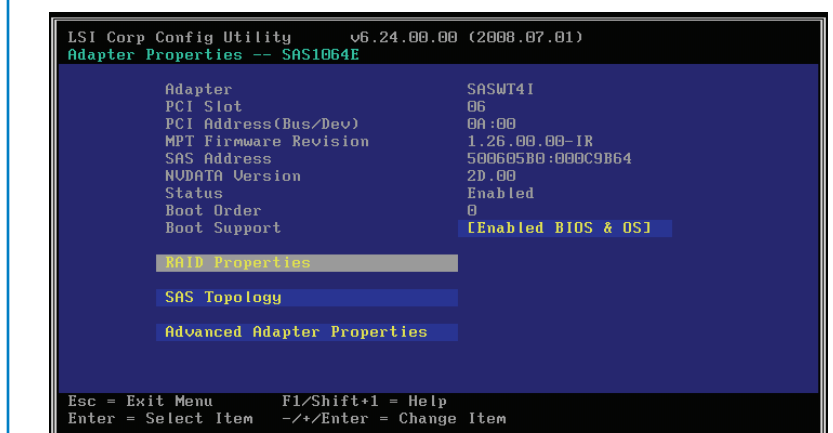 LSI Corp Config Utility v6.24.00.00 (2008.07.01)
Adapter Properties -- SAS1064E
Adapter SASWT4I
PCI Slot 06
PCI Address(Bus/Dev) 0A:00
MPT Firmware Revision 1.26.00.00-IR
SAS Address 500605B0:000C9B64
NVDATA Version 2D.00
Status Enabled
Boot Order 0
Boot Support [Enabled BIOS & OS]
RAID Properties
SAS Topology
Advanced Adapter Properties
Esc = Exit Menu F1/Shift+1 = Help
Enter = Select Item -/+/Enter = Change Item